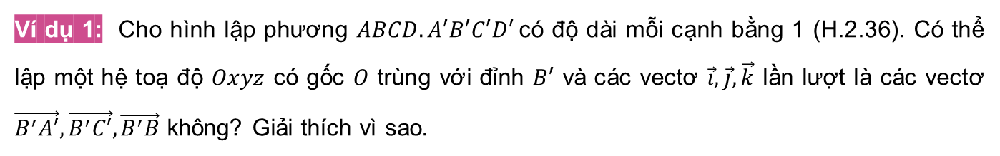 Ví dụ 1: Cho hình lập phương $ABCD.A'B'C'D'$ có độ dài mỗi cạnh bằng 1 (H.2.36). Có thể
lập một hệ toạ độ $Oxyz$ có gốc $O$ trùng với đỉnh $B'$ và các vectơ $\vec{i}, \vec{j}, \vec{k}$ lần lượt là các vectơ
$\overrightarrow{B'A'}, \overrightarrow{B'C'}, \overrightarrow{B'B}$ không? Giải thích vì sao.